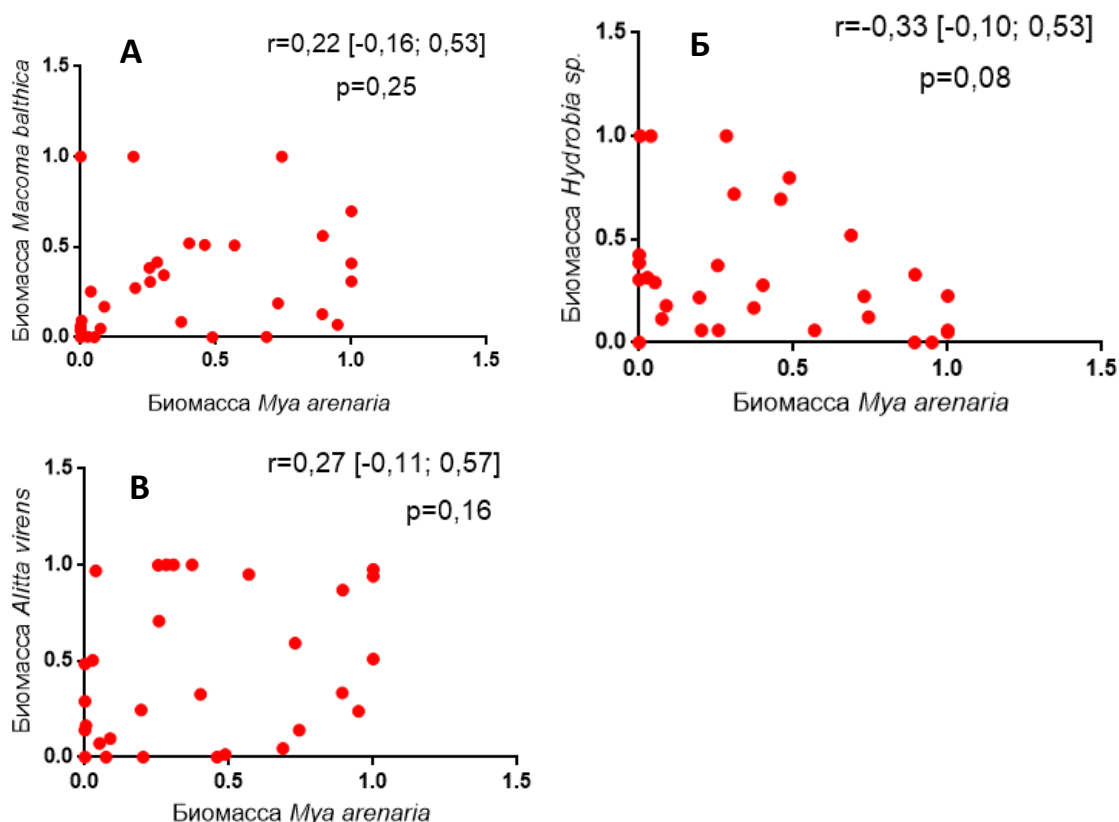 А
r=0,22 [-0,16; 0,53]
p=0,25
1.5
1.0
0.5
0.0
0.0 0.5 1.0 1.5
Биомасса Macoma balthica
Биомасса Mya arenaria
Б
r=-0,33 [-0,10; 0,53]
p=0,08
1.5
1.0
0.5
0.0
0.0 0.5 1.0 1.5
Биомасса Hydrobia sp.
Биомасса Mya arenaria
В
r=0,27 [-0,11; 0,57]
p=0,16
1.5
1.0
0.5
0.0
0.0 0.5 1.0 1.5
Биомасса Alitta virens
Биомасса Mya arenaria